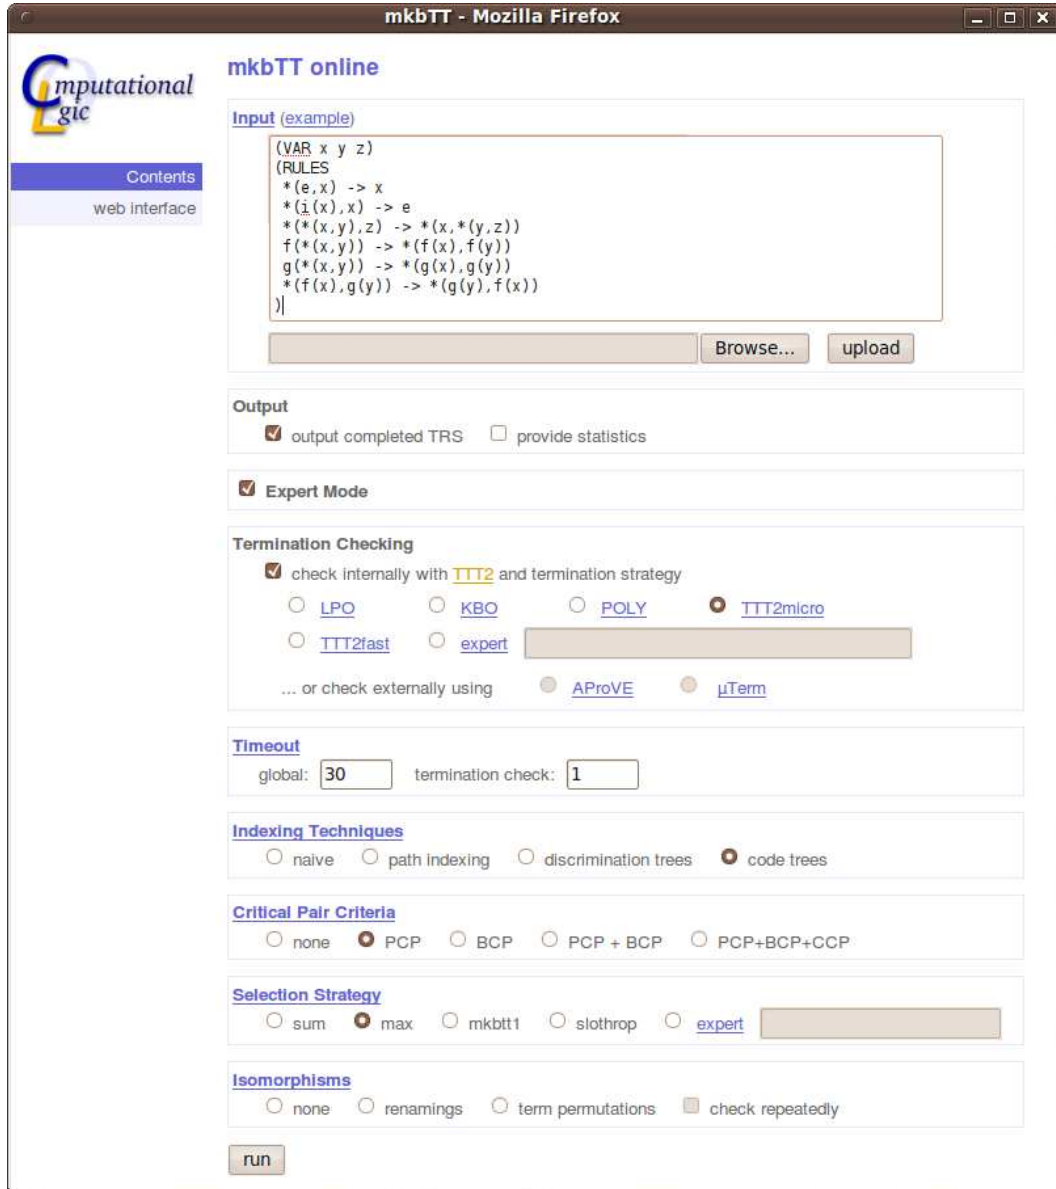 mkbTT - Mozilla Firefox
Computational
Logic
mkbTT online
Input (example)
(VAR x y z)
(RULES
*(e,x) -> x
*(i(x),x) -> e
*(*(x,y),z) -> *(x,*(y,z))
f(*(x,y)) -> *(f(x),f(y))
g(*(x,y)) -> *(g(x),g(y))
*(f(x),g(y)) -> *(g(y),f(x))
)
Contents
web interface
Browse... upload
Output
output completed TRS provide statistics
Expert Mode
Termination Checking
check internally with TTT2 and termination strategy
LPO KBO POLY TTT2micro
TTT2fast expert
... or check externally using AProVE µTerm
Timeout
global: 30 termination check: 1
Indexing Techniques
naive path indexing discrimination trees code trees
Critical Pair Criteria
none PCP BCP PCP + BCP PCP+BCP+CCP
Selection Strategy
sum max mkbtt1 slothrop expert
Isomorphisms
none renamings term permutations check repeatedly
run